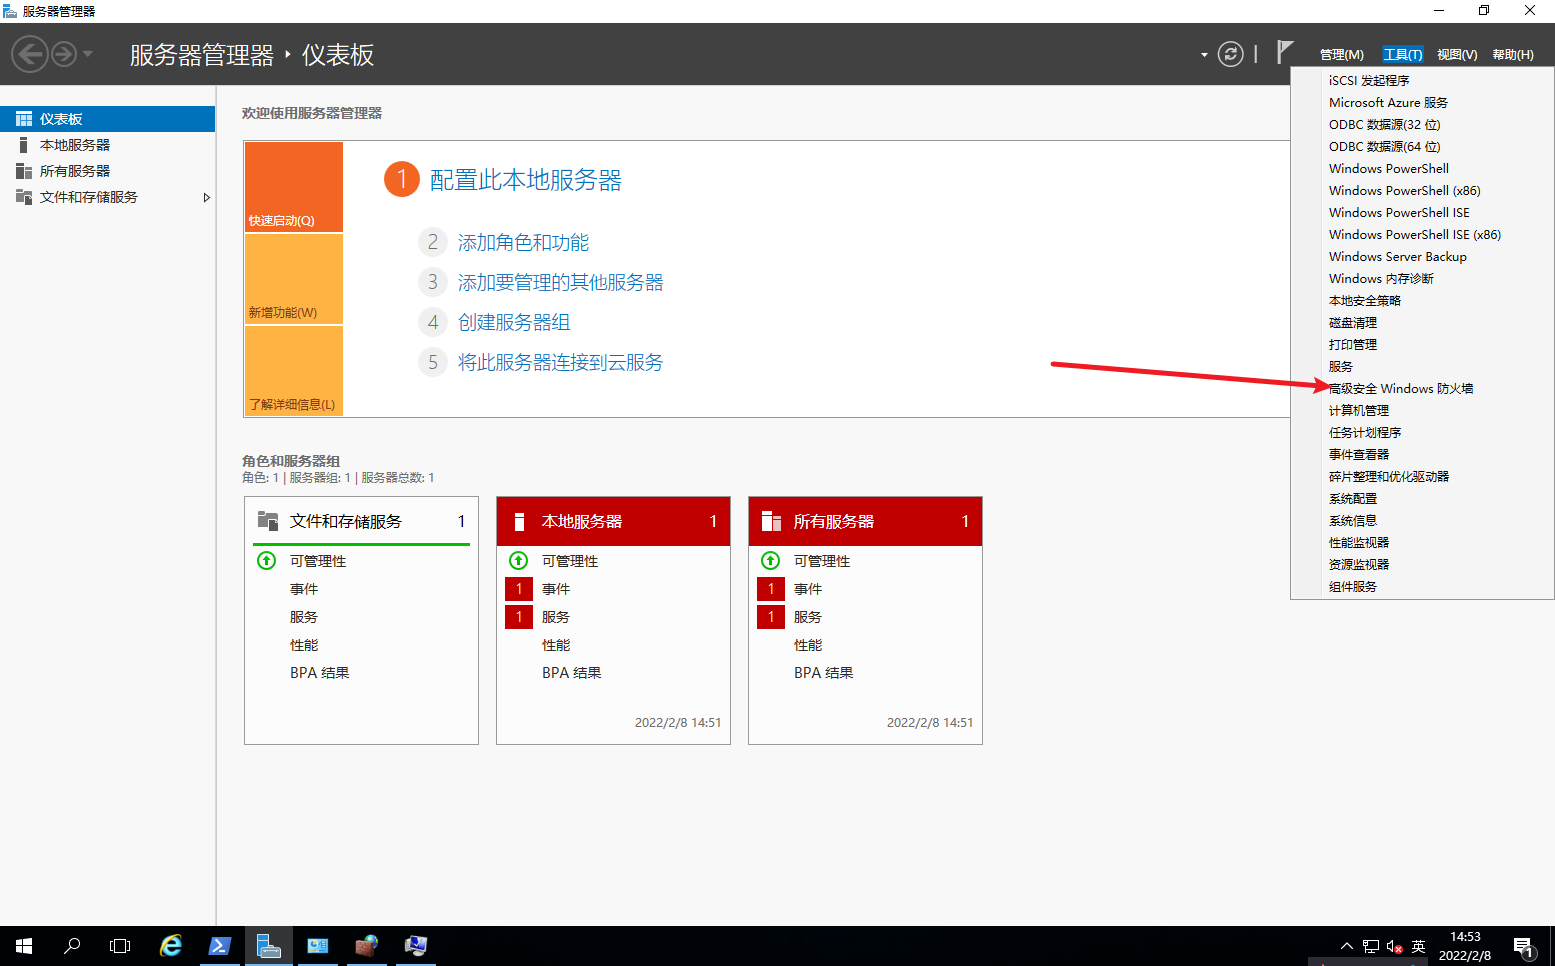 服务器管理器
服务器管理器 ‣ 仪表板
管理(M) 工具(T) 视图(V) 帮助(H)
仪表板
本地服务器
所有服务器
文件和存储服务
欢迎使用服务器管理器
快速启动(Q)
新增功能(W)
了解详细信息(L)
1 配置此本地服务器
2 添加角色和功能
3 添加要管理的其他服务器
4 创建服务器组
5 将此服务器连接到云服务
角色和服务器组
角色: 1 | 服务器组: 1 | 服务器总数: 1
文件和存储服务 1
可管理性
事件
服务
性能
BPA 结果
本地服务器 1
可管理性
1 事件
1 服务
性能
BPA 结果
2022/2/8 14:51
所有服务器 1
可管理性
1 事件
1 服务
性能
BPA 结果
2022/2/8 14:51
iSCSI 发起程序
Microsoft Azure 服务
ODBC 数据源(32 位)
ODBC 数据源(64 位)
Windows PowerShell
Windows PowerShell (x86)
Windows PowerShell ISE
Windows PowerShell ISE (x86)
Windows Server Backup
Windows 内存诊断
本地安全策略
磁盘清理
打印管理
服务
高级安全 Windows 防火墙
计算机管理
任务计划程序
事件查看器
碎片整理和优化驱动器
系统配置
系统信息
性能监视器
资源监视器
组件服务
英
14:53
2022/2/8
1